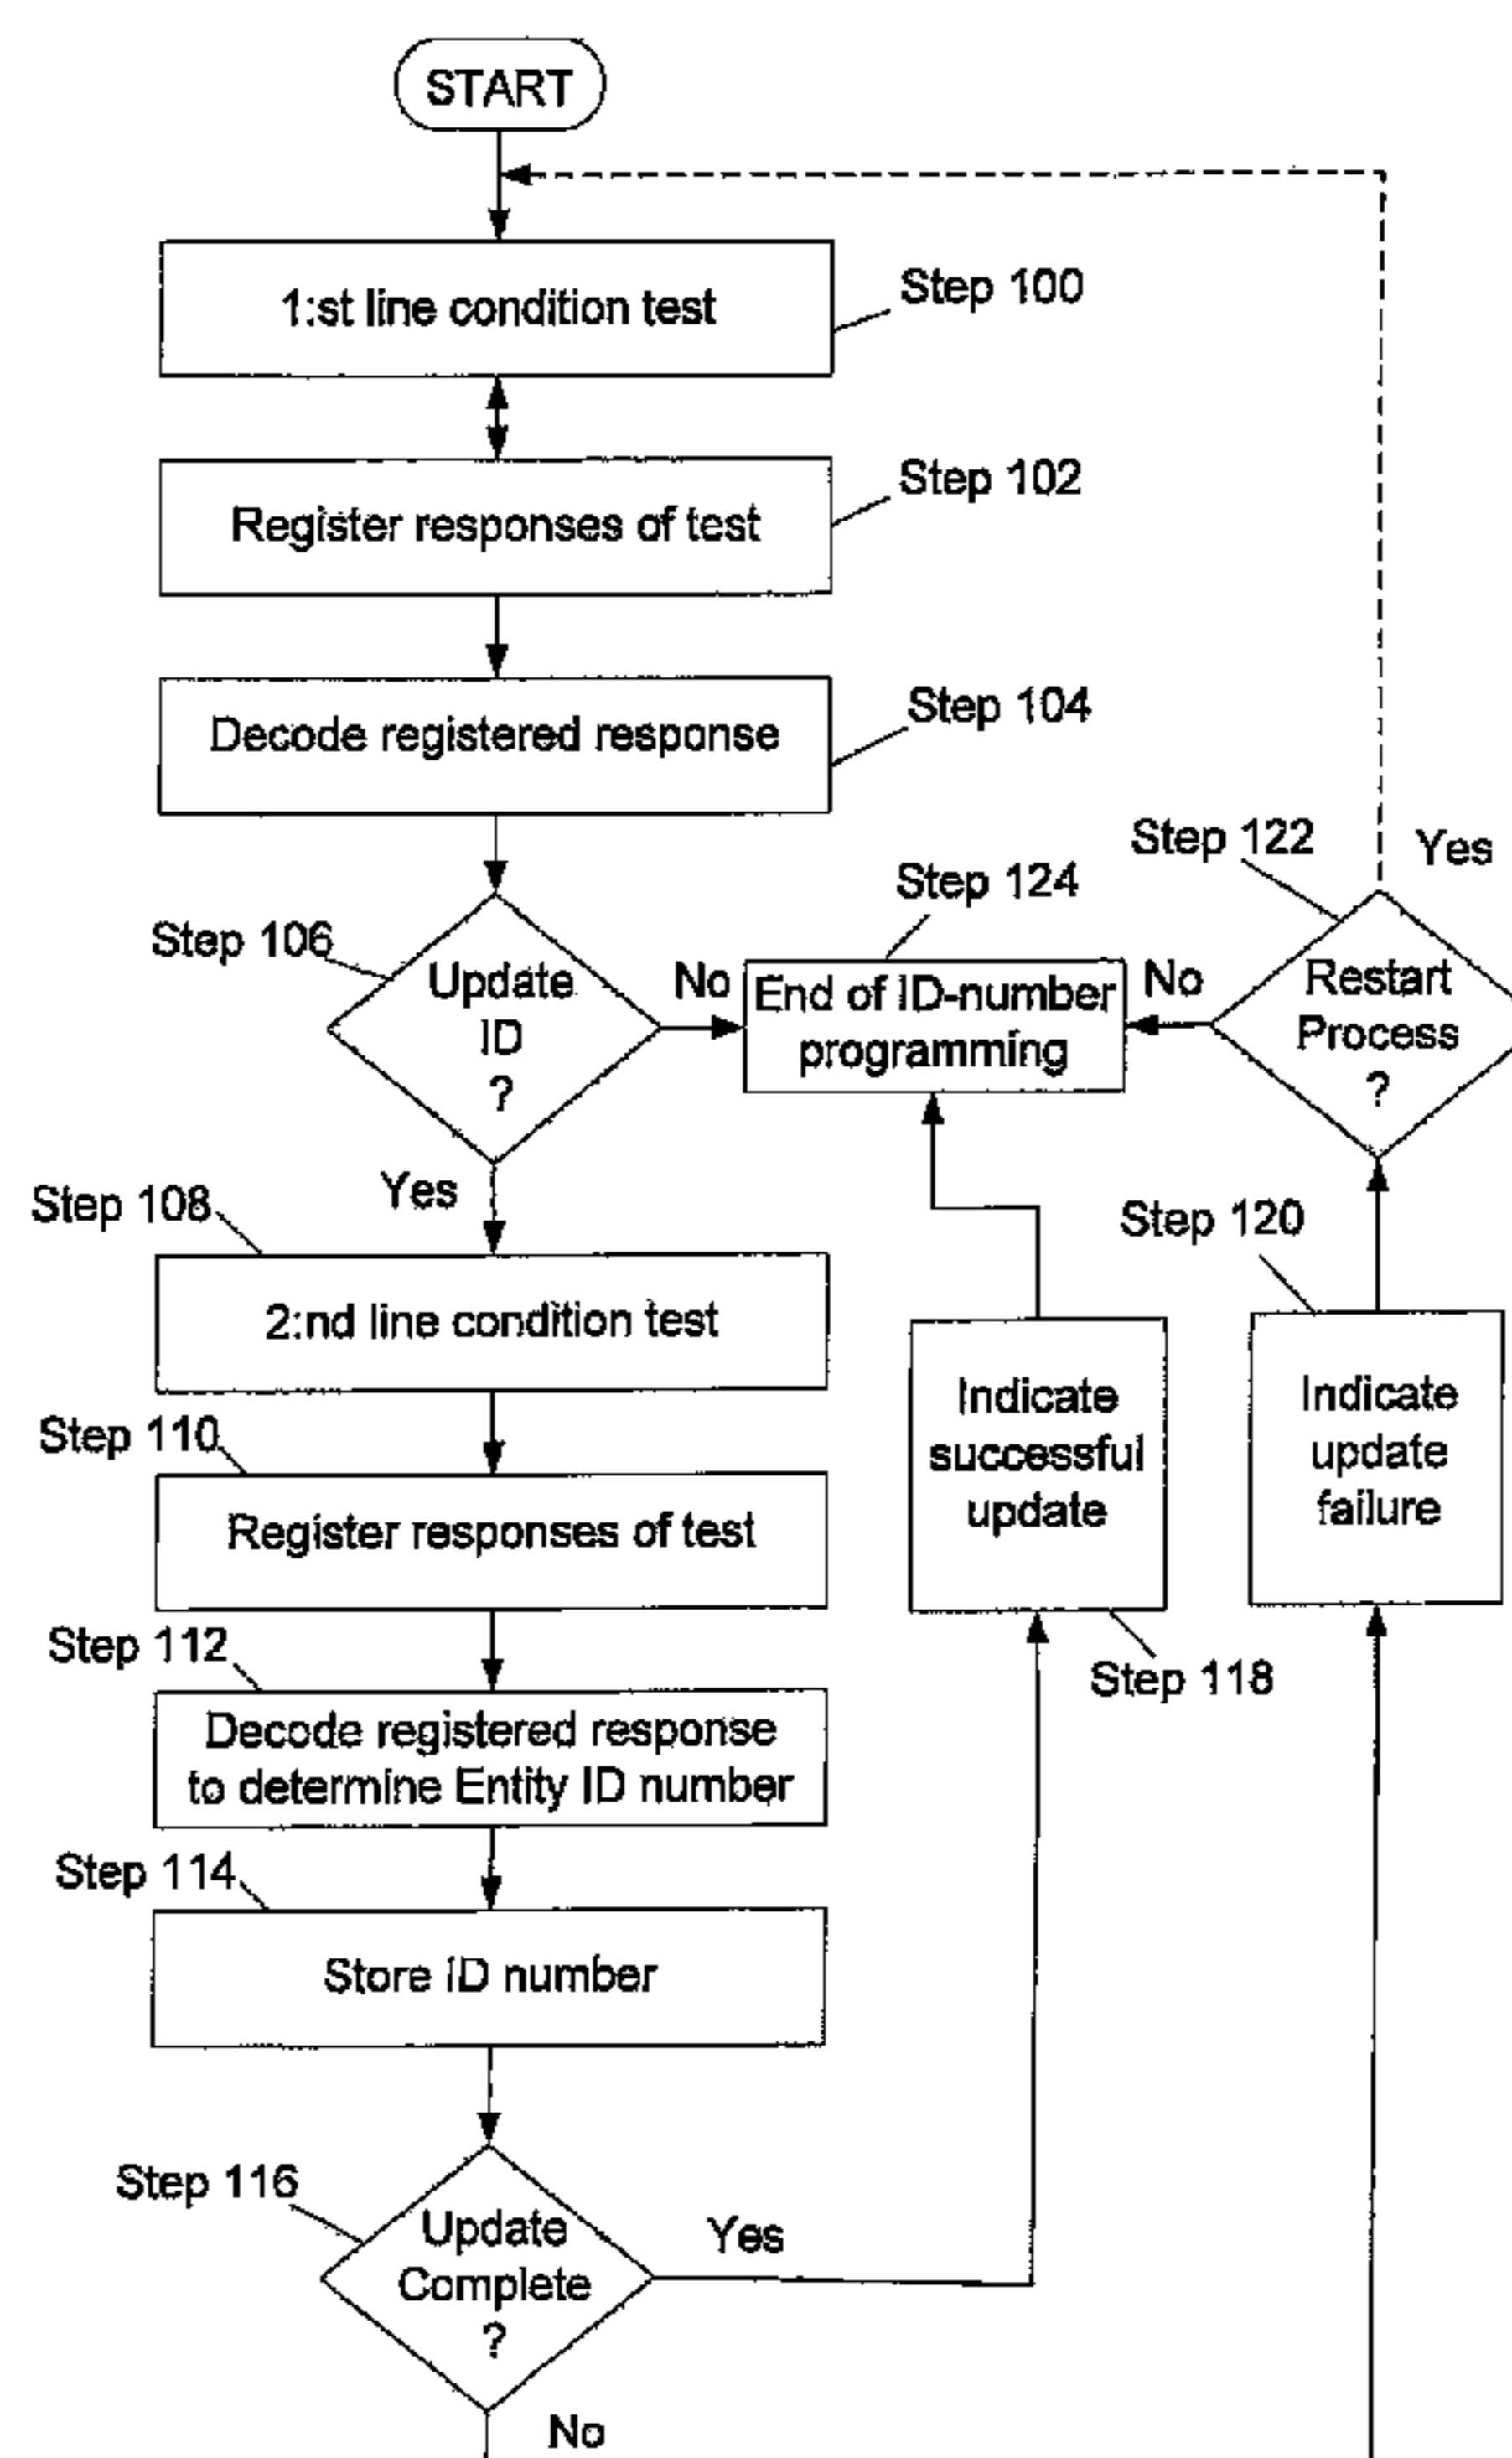 START
1:st line condition test
Step 100
Register responses of test
Step 102
Decode registered response
Step 104
Step 106
Update
ID
?
No
Yes
Step 124
End of ID-number
programming
No
Step 122
Yes
Restart
Process
?
Step 108
2:nd line condition test
Step 110
Register responses of test
Step 112
Decode registered response
to determine Entity ID number
Step 114
Store ID number
Step 116
Update
Complete
?
Yes
No
Indicate
successful
update
Step 118
Step 120
Indicate
update
failure